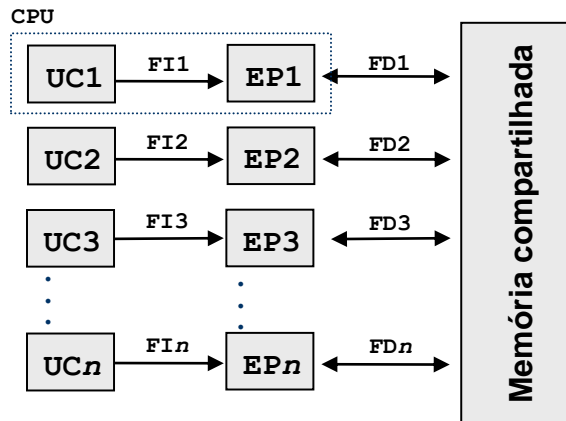 CPU
UC1 FI1 EP1 FD1
UC2 FI2 EP2 FD2
UC3 FI3 EP3 FD3
UCn FIn EPn FDn
Memória compartilhada